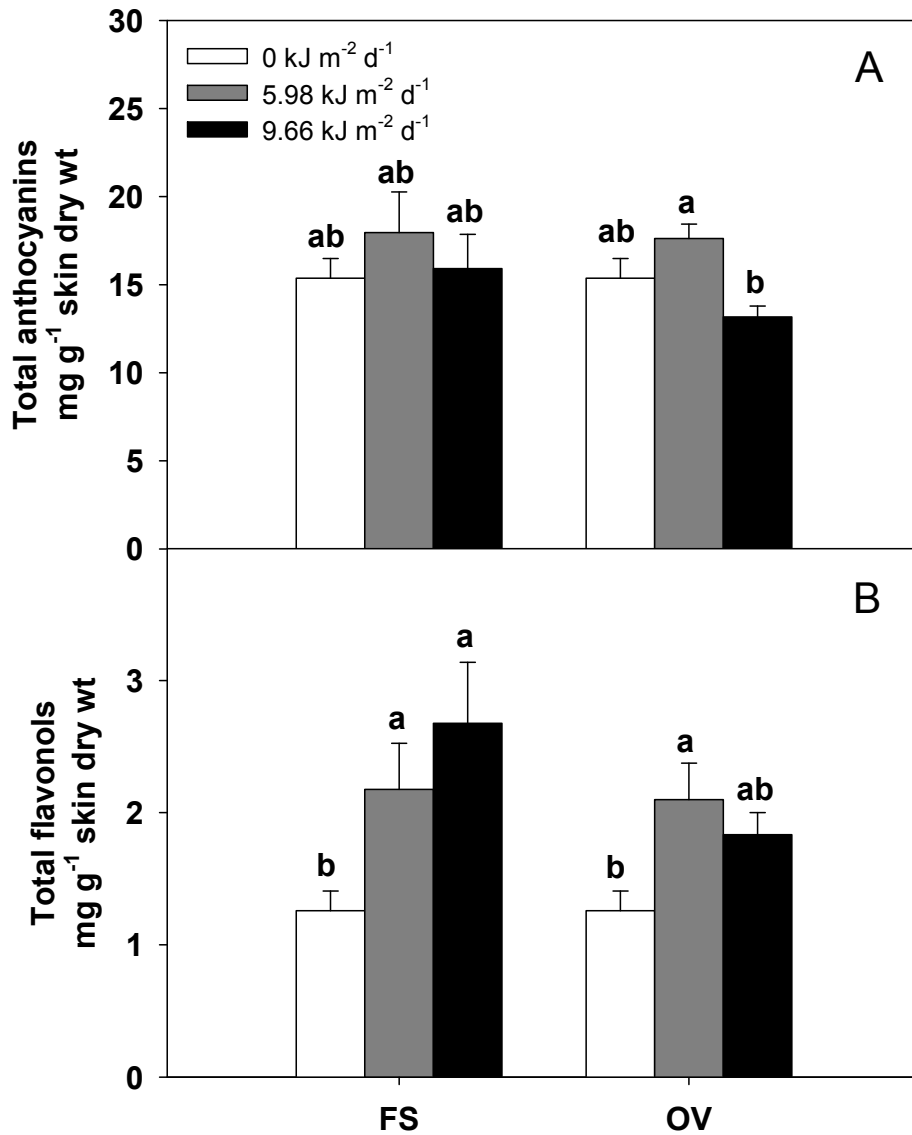 Total anthocyanins
mg g⁻¹ skin dry wt
30
25
20
15
10
5
0
0 kJ m⁻² d⁻¹
5.98 kJ m⁻² d⁻¹
9.66 kJ m⁻² d⁻¹
A
ab
ab
ab
ab
a
b
Total flavonols
mg g⁻¹ skin dry wt
3
2
1
0
B
b
a
a
b
a
ab
FS
OV